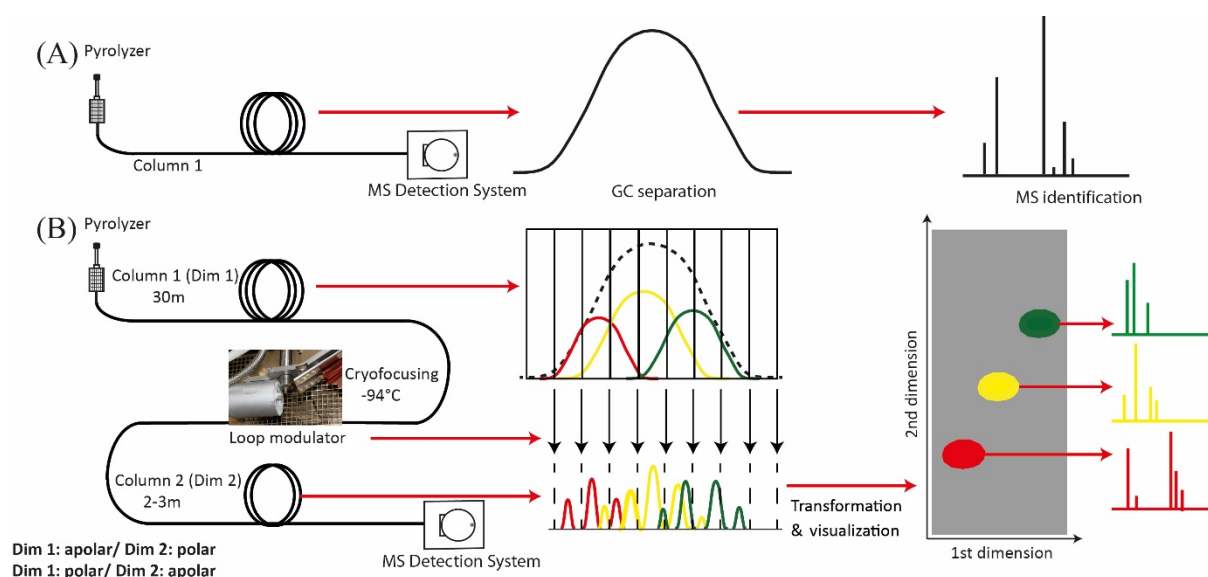 (A)
Pyrolyzer
Column 1
MS Detection System
GC separation
MS identification
(B)
Pyrolyzer
Column 1 (Dim 1)
30m
Cryofocusing
-94°C
Loop modulator
Column 2 (Dim 2)
2-3m
MS Detection System
Transformation
& visualization
2nd dimension
1st dimension
Dim 1: apolar/ Dim 2: polar
Dim 1: polar/ Dim 2: apolar